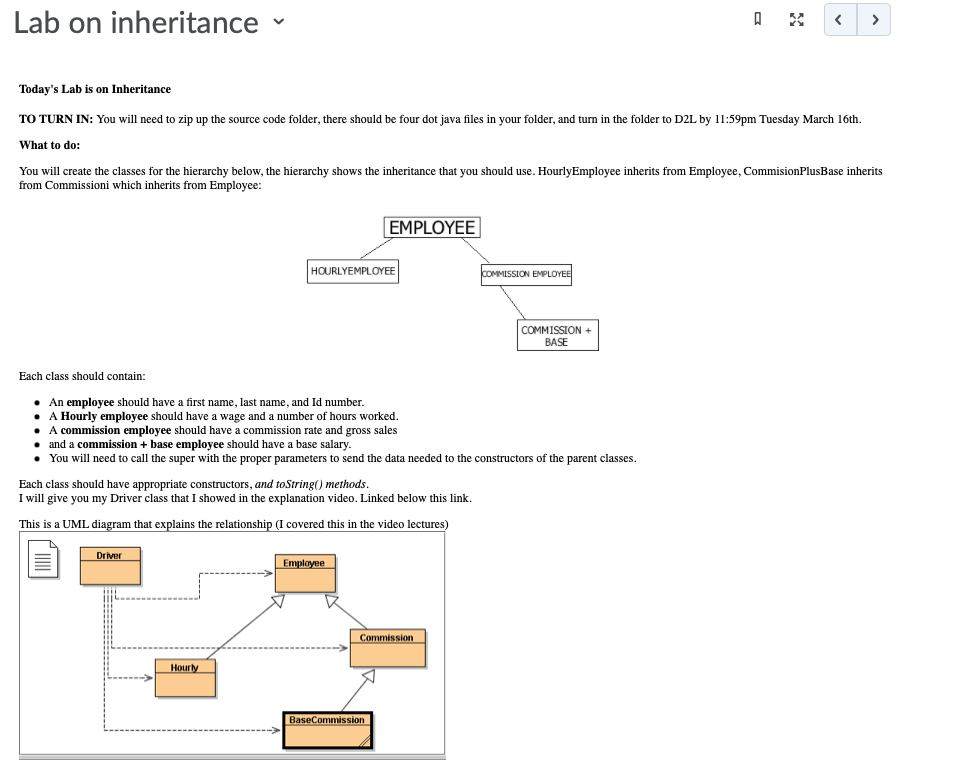 Lab on inheritance
Today's Lab is on Inheritance
TO TURN IN: You will need to zip up the source code folder, there should be four dot java files in your folder, and turn in the folder to D2L by 11:59pm Tuesday March 16th.
What to do:
You will create the classes for the hierarchy below, the hierarchy shows the inheritance that you should use. HourlyEmployee inherits from Employee, CommisionPlusBase inherits
from Commissioni which inherits from Employee:
EMPLOYEE
HOURLYEMPLOYEE
COMMISSION EMPLOYEE
COMMISSION +
BASE
Each class should contain:
• An employee should have a first name, last name, and Id number.
• A Hourly employee should have a wage and a number of hours worked.
• A commission employee should have a commission rate and gross sales
• and a commission + base employee should have a base salary.
• You will need to call the super with the proper parameters to send the data needed to the constructors of the parent classes.
Each class should have appropriate constructors, and toString() methods.
I will give you my Driver class that I showed in the explanation video. Linked below this link.
This is a UML diagram that explains the relationship (I covered this in the video lectures)
Driver
Employee
Commission
Hourly
BaseCommission